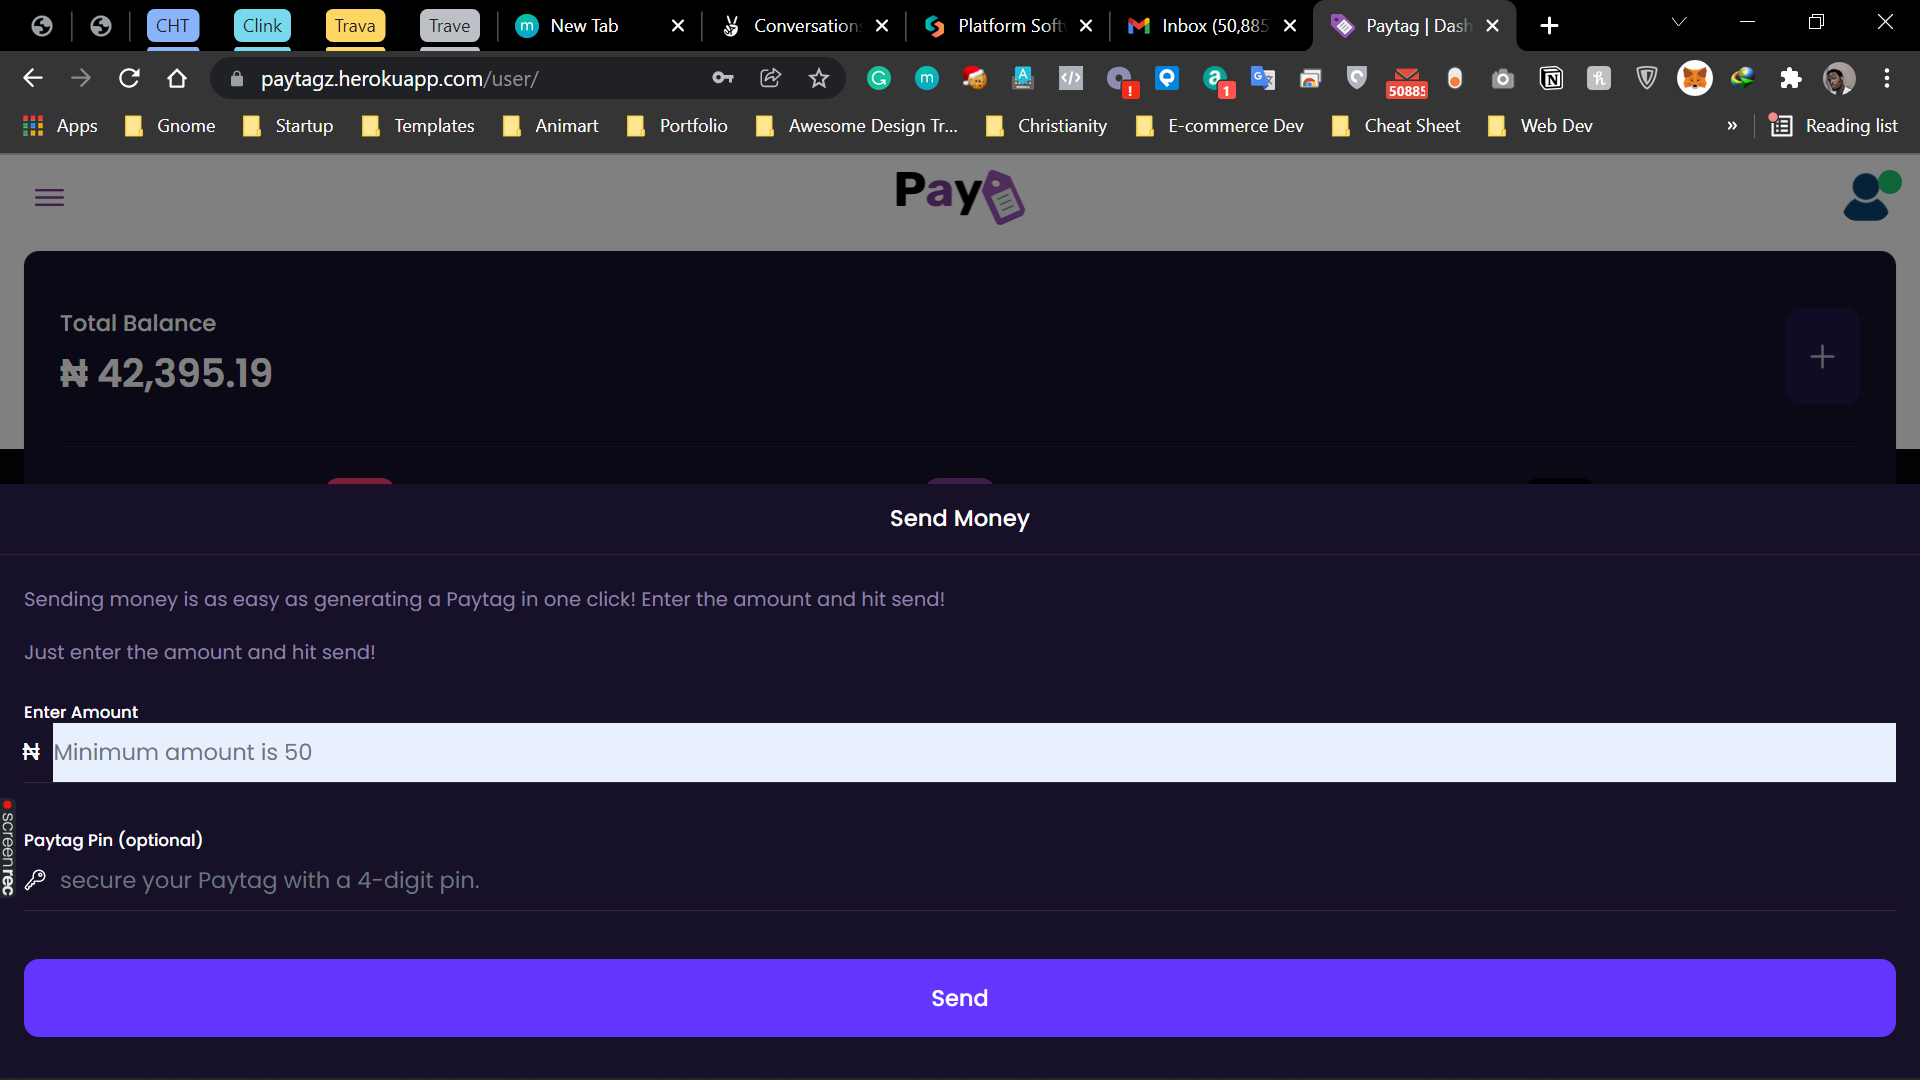 CHT
Clink
Trava
Trave
New Tab
Conversations
Platform Soft
Inbox (50,885
Paytag | Dash
paytagz.herokuapp.com/user/
1
50885
Apps
Gnome
Startup
Templates
Animart
Portfolio
Awesome Design Tr...
Christianity
E-commerce Dev
Cheat Sheet
Web Dev
»
Reading list
Pay
Total Balance
₦ 42,395.19
Send Money
Sending money is as easy as generating a Paytag in one click! Enter the amount and hit send!
Just enter the amount and hit send!
Enter Amount
₦ Minimum amount is 50
screenrec
Paytag Pin (optional)
secure your Paytag with a 4-digit pin.
Send